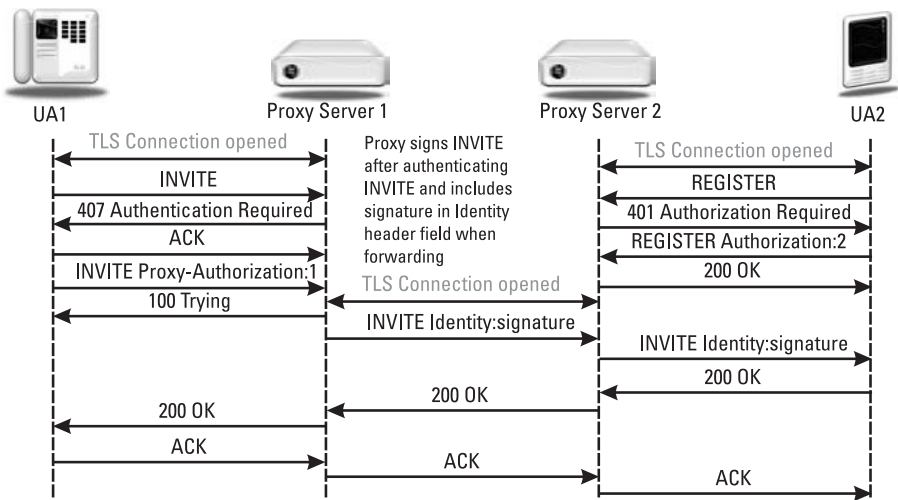 UA1
Proxy Server 1
Proxy Server 2
UA2
TLS Connection opened
INVITE
407 Authentication Required
ACK
INVITE Proxy-Authorization:1
100 Trying
Proxy signs INVITE
after authenticating
INVITE and includes
signature in Identity
header field when
forwarding
TLS Connection opened
REGISTER
401 Authorization Required
REGISTER Authorization:2
200 OK
TLS Connection opened
INVITE Identity:signature
INVITE Identity:signature
200 OK
200 OK
200 OK
ACK
ACK
ACK